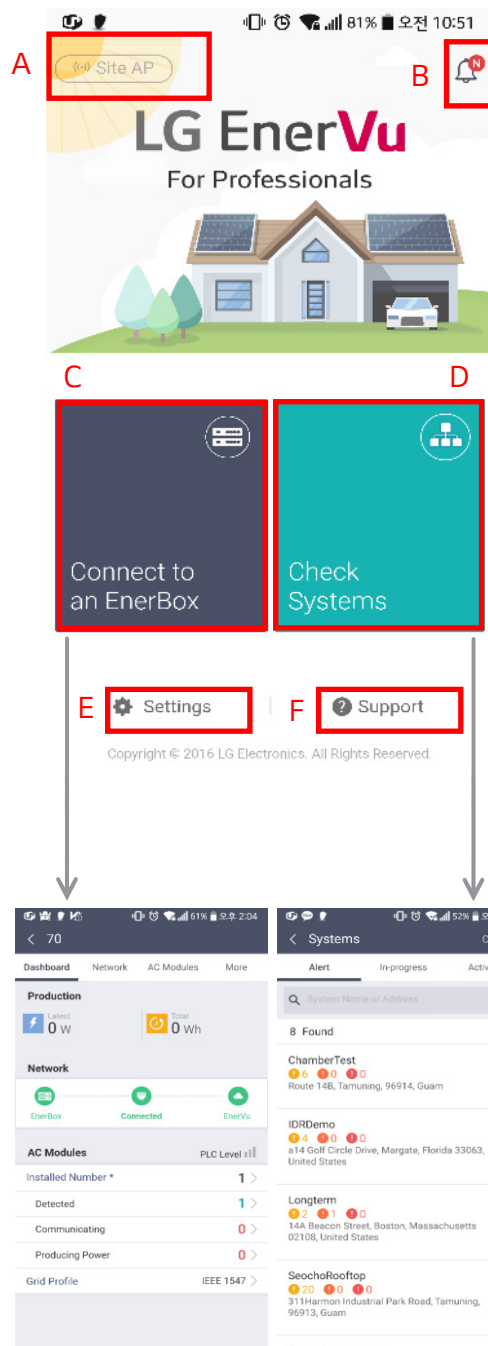 81% 오전 10:51
A
Site AP
B
N
LG EnerVu
For Professionals
C
D
Connect to
an EnerBox
Check
Systems
E
Settings
F
Support
Copyright © 2016 LG Electronics. All Rights Reserved.
61% 오후 2:04
< 70
Dashboard Network AC Modules More
Production
Latest
0 W
Total
0 Wh
Network
EnerBox Connected EnerVu
AC Modules PLC Level
Installed Number * 1 >
Detected 1 >
Communicating 0 >
Producing Power 0 >
Grid Profile IEEE 1547 >
52%
< Systems
Alert In-progress
System Name or Address
8 Found
ChamberTest
6 0 0
Route 14B, Tamuning, 96914, Guam
IDRDemo
4 0 0
a14 Golf Circle Drive, Margate, Florida 33063,
United States
Longterm
2 1 0
14A Beacon Street, Boston, Massachusetts
02108, United States
SeochoRooftop
20 0 0
311Harmon Industrial Park Road, Tamuning,
96913, Guam